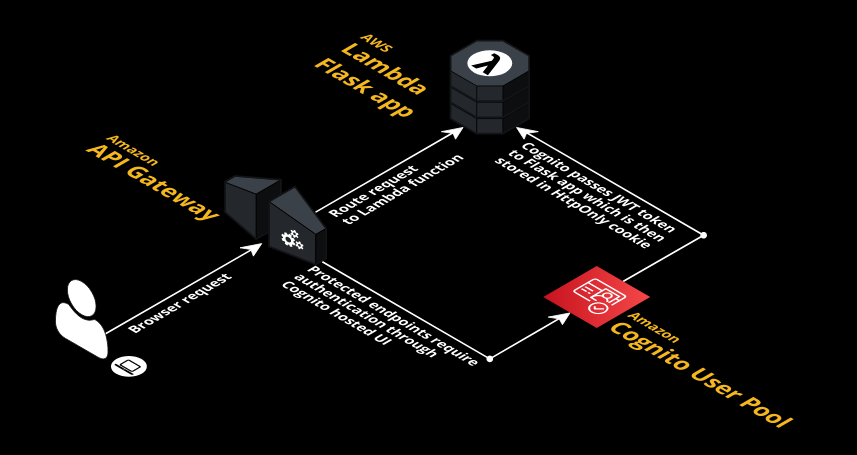 AWS
Lambda
Flask app
Amazon
API Gateway
Route request
to Lambda function
Cognito passes JWT token
to Flask app which is then
stored in HttpOnly cookie
Browser request
Protected endpoints require
authentication through
Cognito hosted UI
Amazon
Cognito User Pool